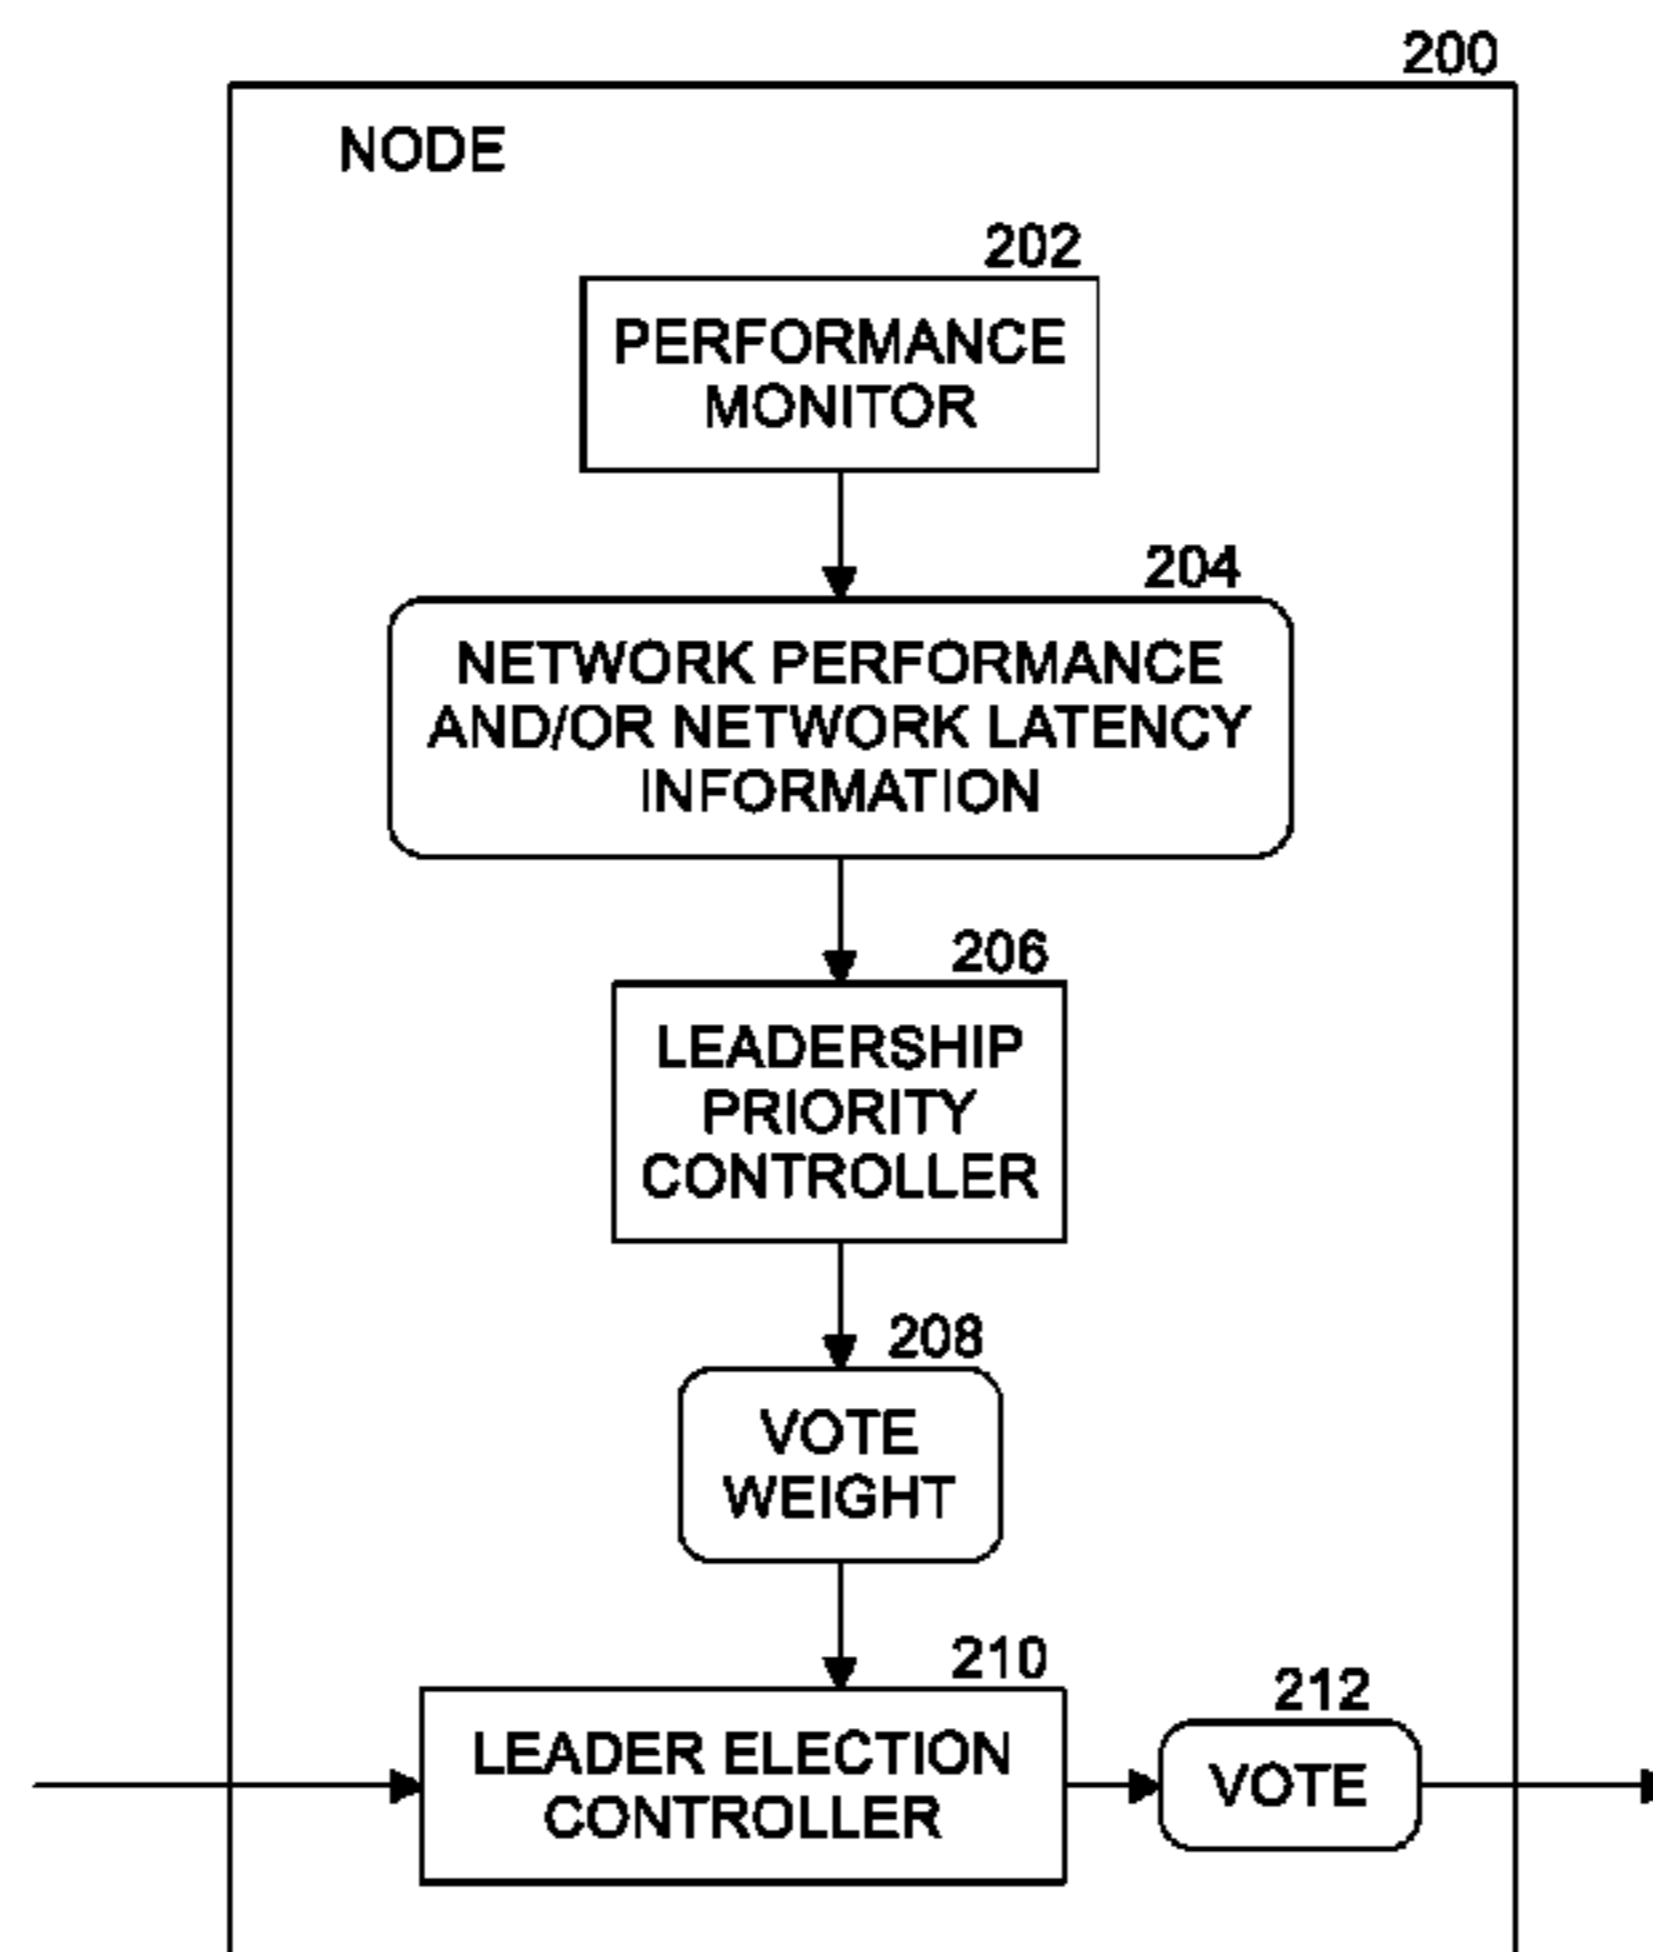 200
NODE
202
PERFORMANCE
MONITOR
204
NETWORK PERFORMANCE
AND/OR NETWORK LATENCY
INFORMATION
206
LEADERSHIP
PRIORITY
CONTROLLER
208
VOTE
WEIGHT
210
LEADER ELECTION
CONTROLLER
212
VOTE